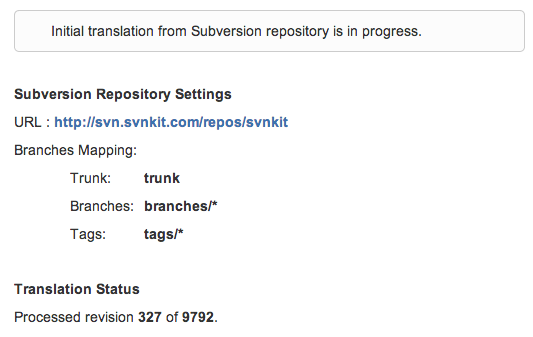 Initial translation from Subversion repository is in progress.
Subversion Repository Settings
URL : http://svn.svnkit.com/repos/svnkit
Branches Mapping:
Trunk: trunk
Branches: branches/*
Tags: tags/*
Translation Status
Processed revision 327 of 9792.